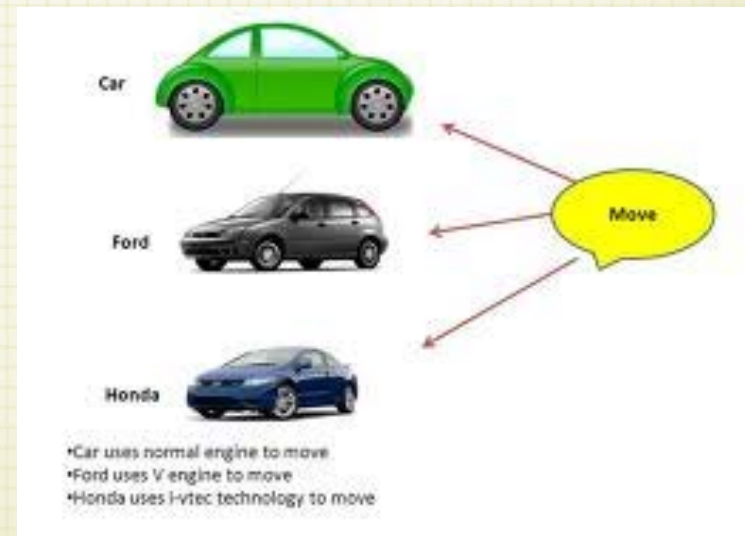 Car
Move
Ford
Honda
•Car uses normal engine to move
•Ford uses V engine to move
•Honda uses i-vtec technology to move